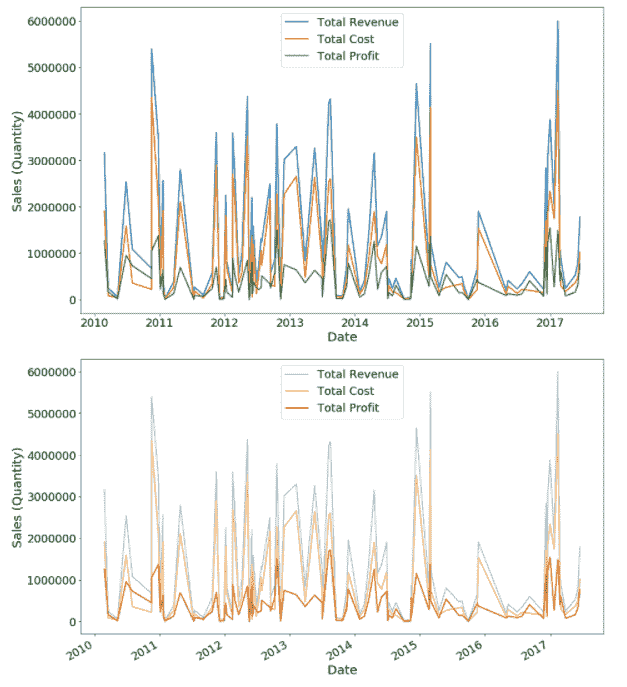 Total Revenue
Total Cost
Total Profit
6000000
5000000
4000000
3000000
2000000
1000000
0
Sales (Quantity)
2010 2011 2012 2013 2014 2015 2016 2017
Date
Total Revenue
Total Cost
Total Profit
6000000
5000000
4000000
3000000
2000000
1000000
0
Sales (Quantity)
2010 2011 2012 2013 2014 2015 2016 2017
Date